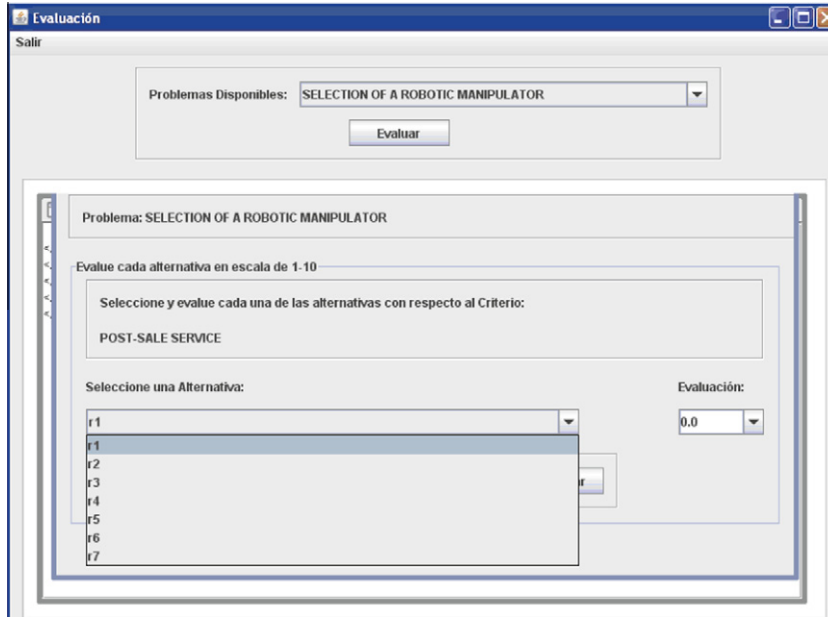 Evaluación
Salir
Problemas Disponibles: SELECTION OF A ROBOTIC MANIPULATOR
Evaluar
Problema: SELECTION OF A ROBOTIC MANIPULATOR
Evalue cada alternativa en escala de 1-10
Seleccione y evalue cada una de las alternativas con respecto al Criterio:
POST-SALE SERVICE
Seleccione una Alternativa: Evaluación:
r1 0.0
r1
r2
r3
r4
r5
r6
r7